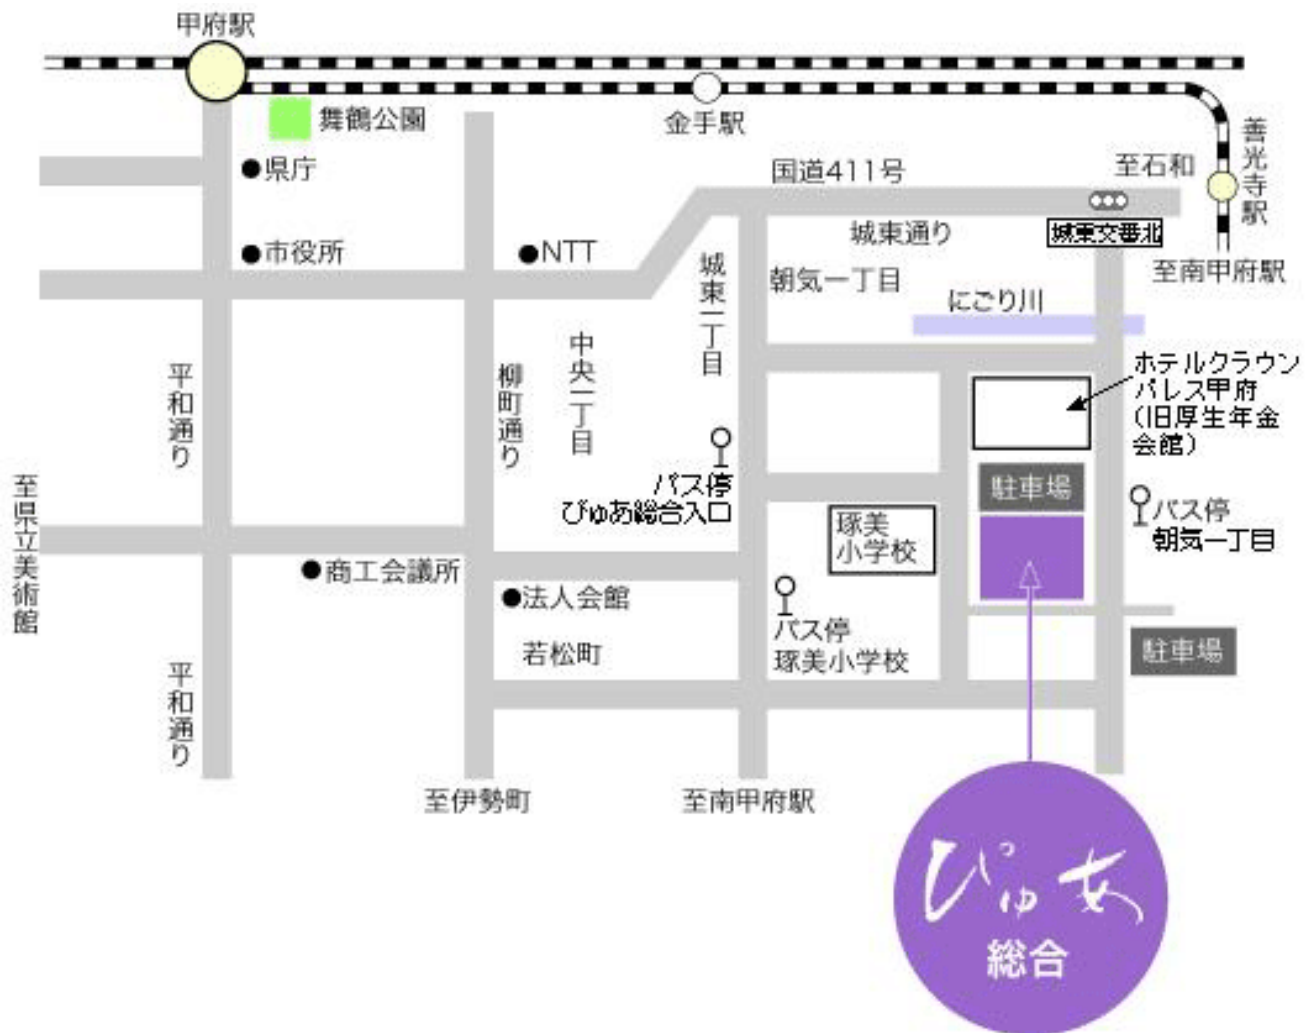 甲府駅
舞鶴公園
金手駅
善光寺駅
県庁
国道411号
至石和
市役所
NTT
城東通り
城東交番北
城東一丁目
朝気一丁目
至南甲府駅
にごり川
平和通り
柳町通り
中央一丁目
ホテルクラウン
パレス甲府
(旧厚生年金
会館)
バス停
ぴゅあ総合入口
駐車場
バス停
朝気一丁目
至県立美術館
琢美
小学校
商工会議所
法人会館
バス停
琢美小学校
若松町
駐車場
平和通り
至伊勢町
至南甲府駅
ぴゅあ
総合